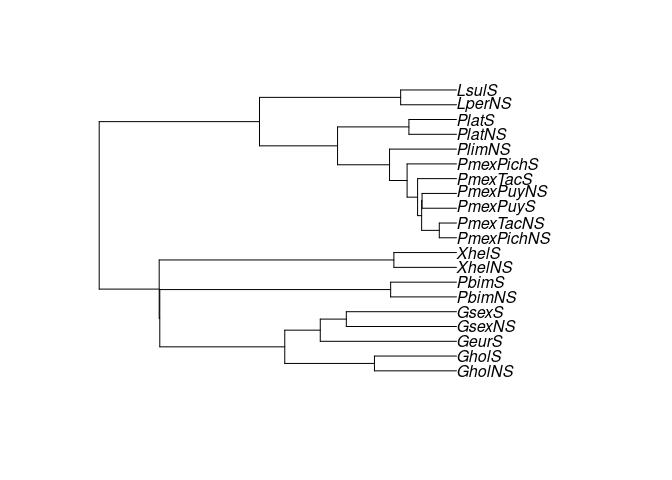 LsulS
LperNS
PlatS
PlatNS
PlimNS
PmexPichS
PmexTacS
PmexPuyNS
PmexPuyS
PmexTacNS
PmexPichNS
XhelS
XhelNS
PbimS
PbimNS
GsexS
GsexNS
GeurS
GholS
GholNS